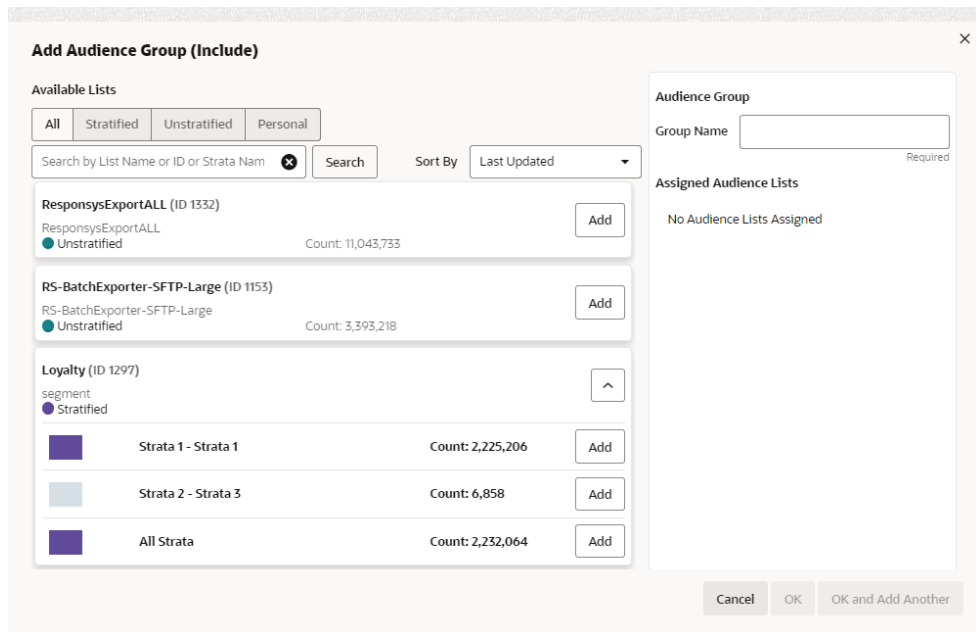 Add Audience Group (Include)
Available Lists
All Stratified Unstratified Personal
Search by List Name or ID or Strata Nam Search Sort By Last Updated
ResponsysExportALL (ID 1332)
ResponsysExportALL
Unstratified Count: 11,043,733
Add
RS-BatchExporter-SFTP-Large (ID 1153)
RS-BatchExporter-SFTP-Large
Unstratified Count: 3,393,218
Add
Loyalty (ID 1297)
segment
Stratified
Strata 1 - Strata 1 Count: 2,225,206 Add
Strata 2 - Strata 3 Count: 6,858 Add
All Strata Count: 2,232,064 Add
Audience Group
Group Name
Required
Assigned Audience Lists
No Audience Lists Assigned
Cancel OK OK and Add Another